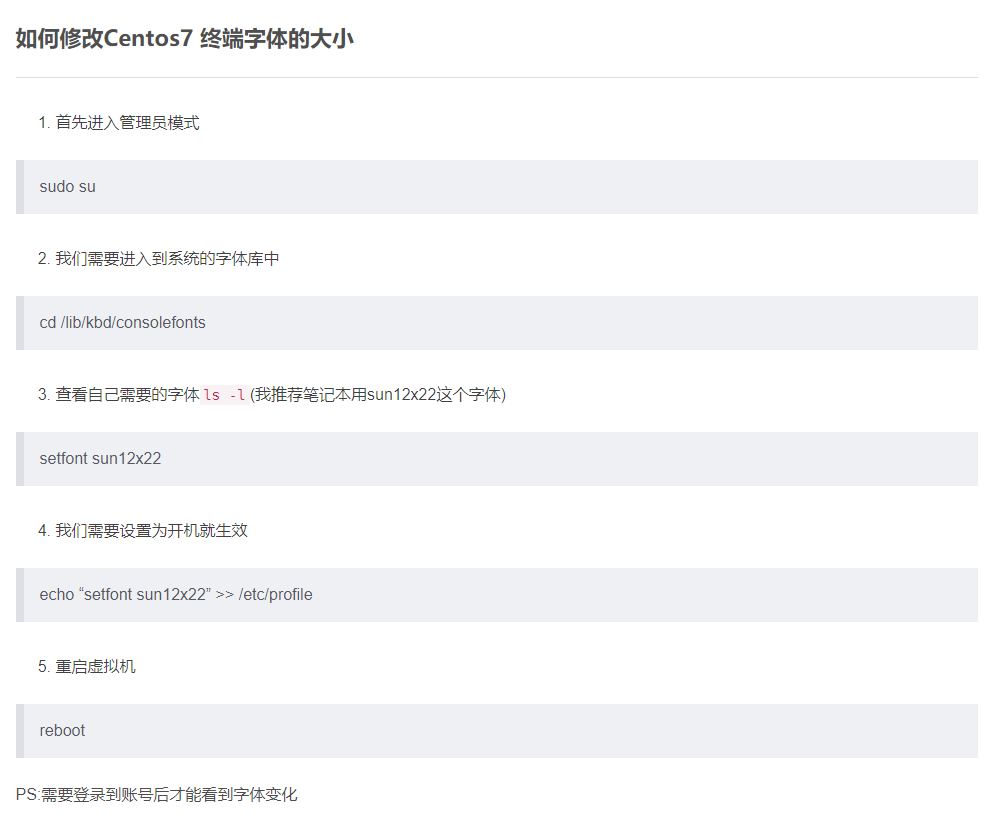 如何修改Centos7 终端字体的大小
1. 首先进入管理员模式
sudo su
2. 我们需要进入到系统的字体库中
cd /lib/kbd/consolefonts
3. 查看自己需要的字体 ls -l (我推荐笔记本用sun12x22这个字体)
setfont sun12x22
4. 我们需要设置为开机就生效
echo “setfont sun12x22” >> /etc/profile
5. 重启虚拟机
reboot
PS:需要登录到账号后才能看到字体变化